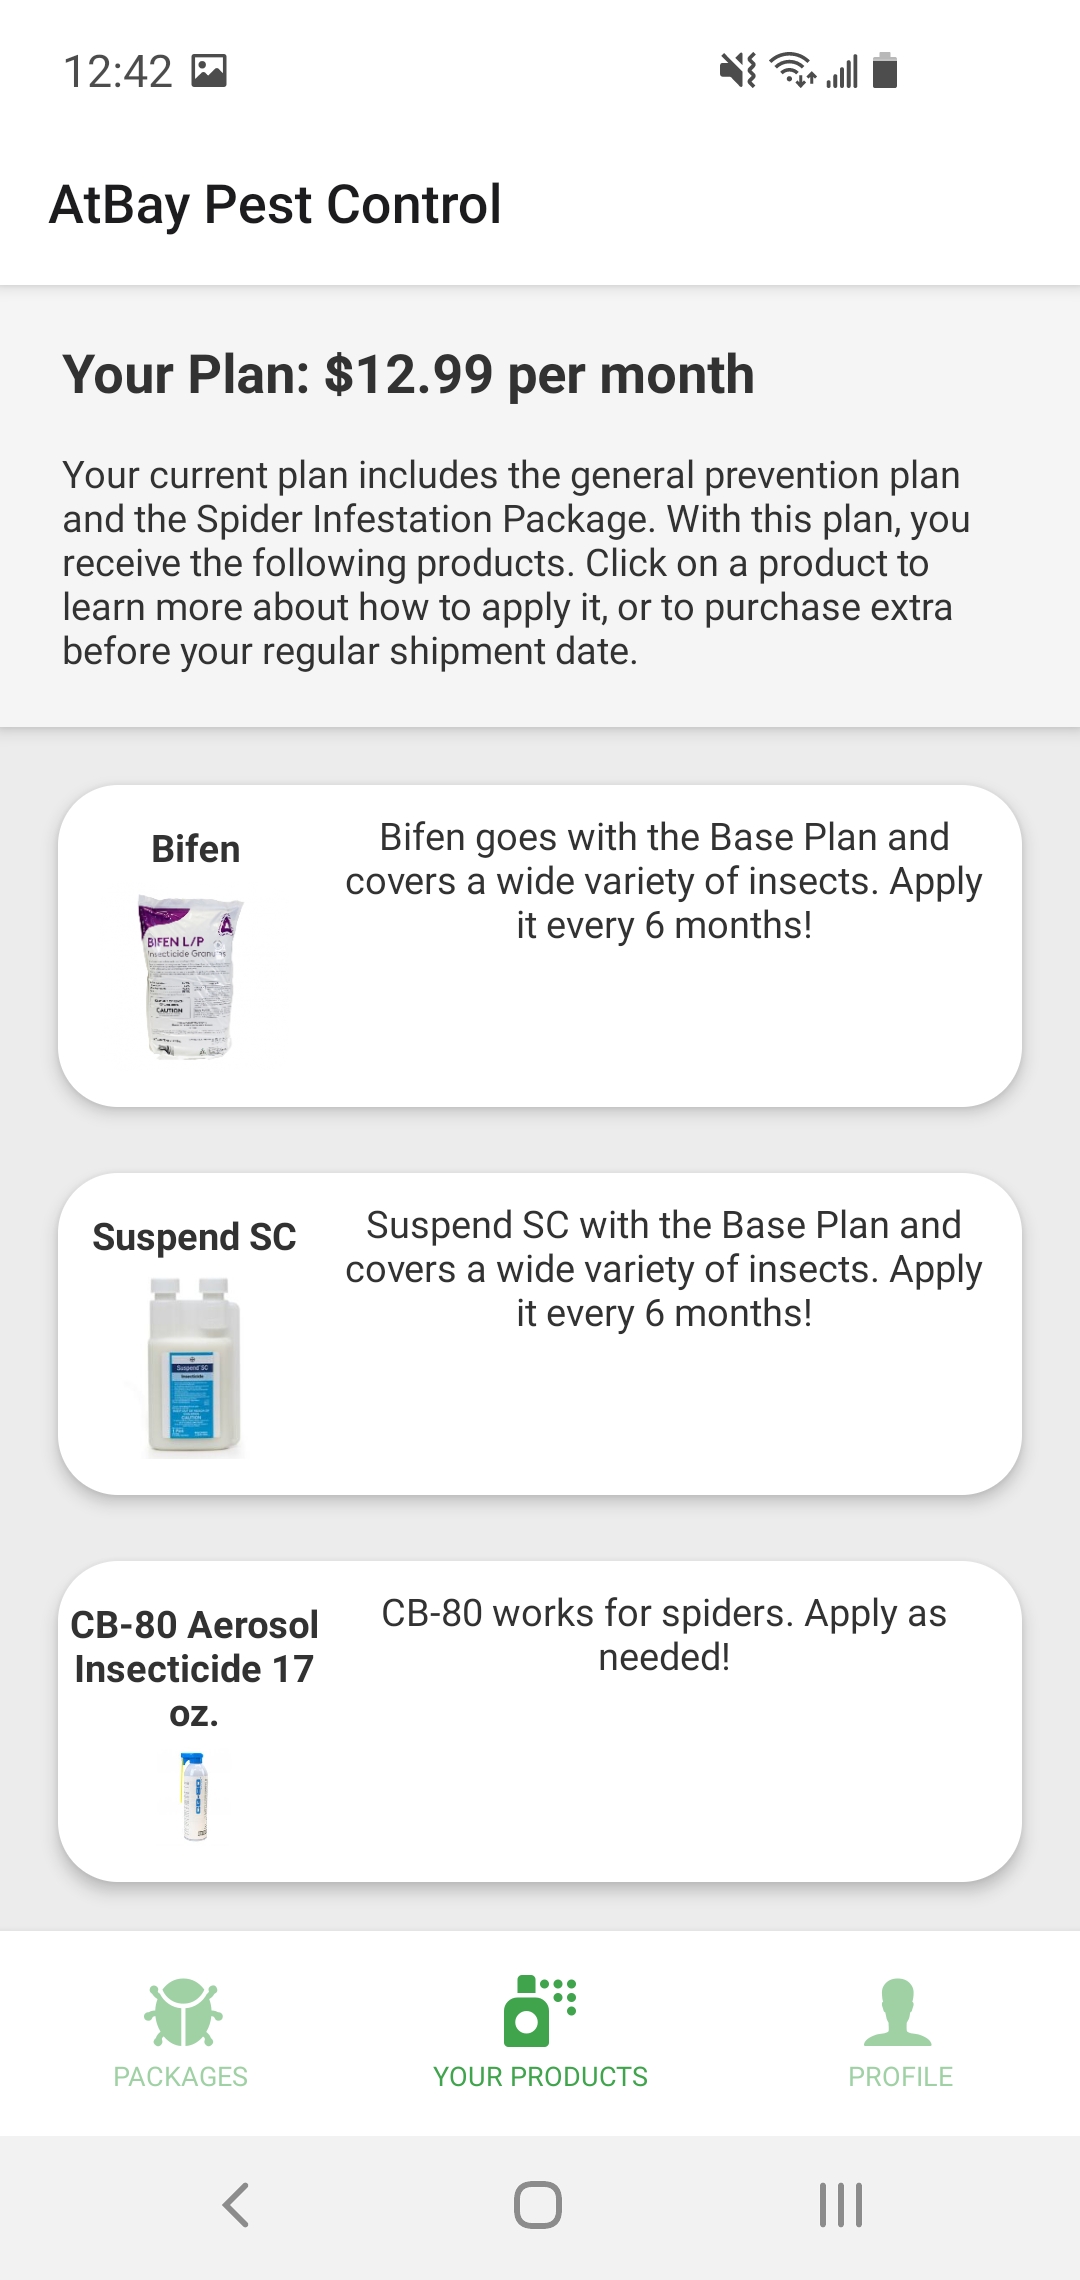 12:42
AtBay Pest Control
Your Plan: $12.99 per month
Your current plan includes the general prevention plan
and the Spider Infestation Package. With this plan, you
receive the following products. Click on a product to
learn more about how to apply it, or to purchase extra
before your regular shipment date.
Bifen
BIFEN L/P
Insecticide Granules
CAUTION
Bifen goes with the Base Plan and
covers a wide variety of insects. Apply
it every 6 months!
Suspend SC
Suspend SC
Insecticide
CAUTION
Suspend SC with the Base Plan and
covers a wide variety of insects. Apply
it every 6 months!
CB-80 Aerosol
Insecticide 17
oz.
CB-80
CB-80 works for spiders. Apply as
needed!
PACKAGES
YOUR PRODUCTS
PROFILE